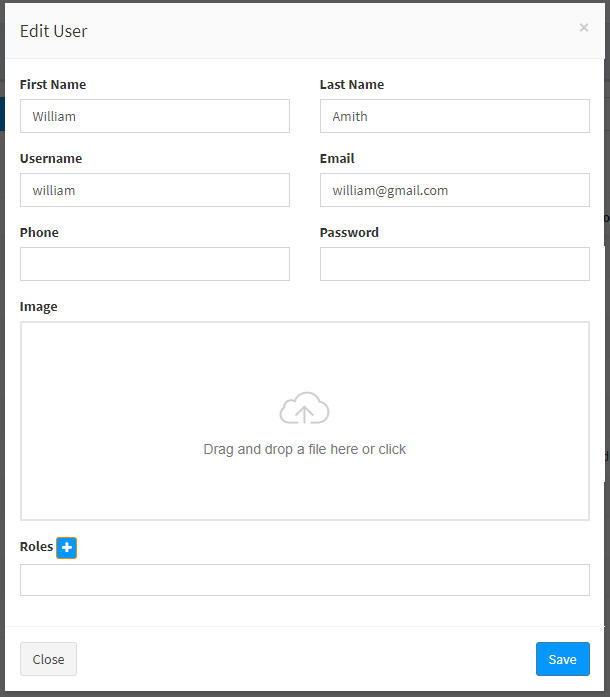 Edit User ×
First Name Last Name
William Amith
Username Email
william william@gmail.com
Phone Password
Image
Drag and drop a file here or click
Roles +
Close Save